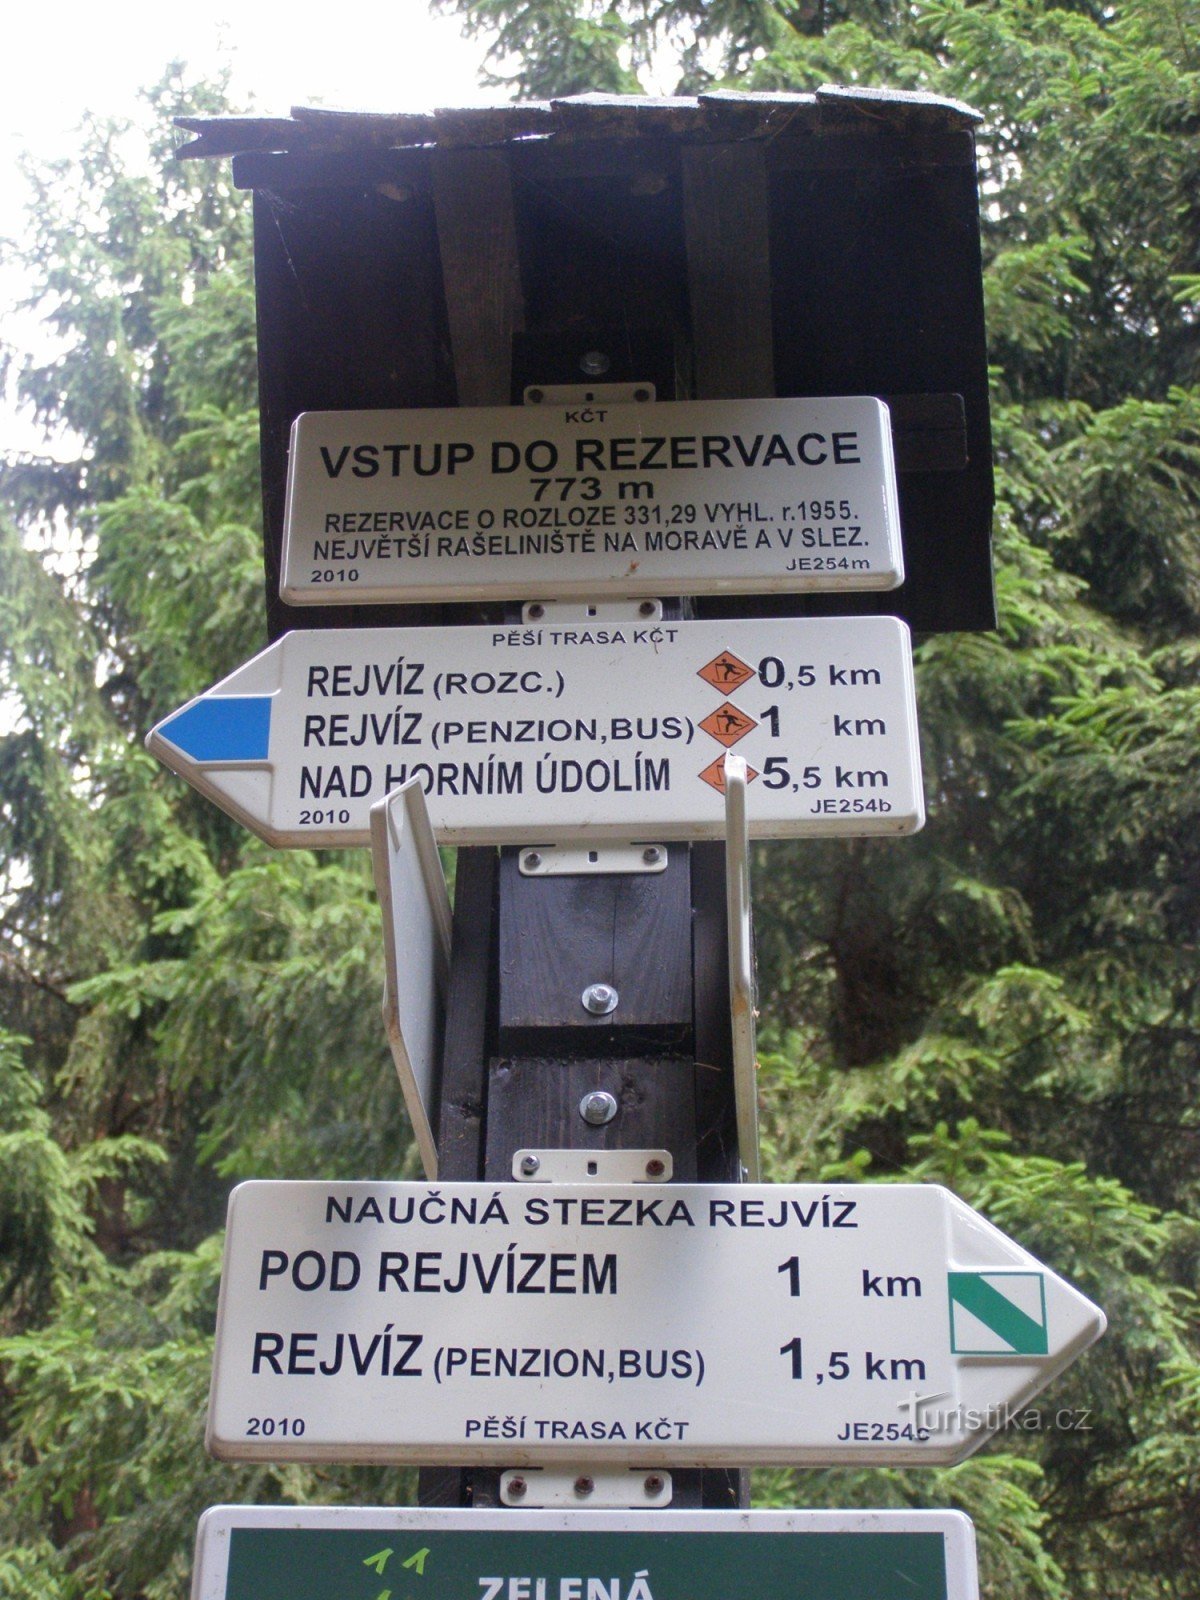 KČT
VSTUP DO REZERVACE
773 m
REZERVACE O ROZLOZE 331,29 VYHL. r.1955.
NEJVĚTŠÍ RAŠELINIŠTĚ NA MORAVĚ A V SLEZ.
2010 JE254m
PĚŠÍ TRASA KČT
REJVÍZ (ROZC.) 0,5 km
REJVÍZ (PENZION,BUS) 1 km
NAD HORNÍM ÚDOLÍM 5,5 km
2010 JE254b
NAUČNÁ STEZKA REJVÍZ
POD REJVÍZEM 1 km
REJVÍZ (PENZION,BUS) 1,5 km
2010 PĚŠÍ TRASA KČT JE254c
Turistika.cz
ZELENÁ